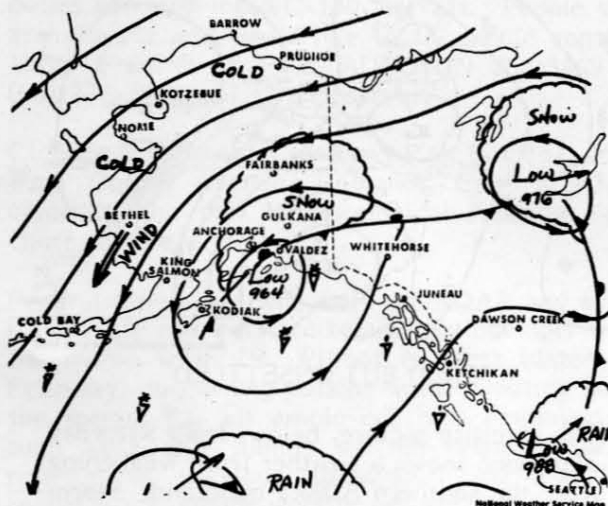 BARROW
PRUDHOE
COLD
KOTZEBUE
Snow
NOME
COLD
FAIRBANKS
Low
976
SNOW
BETHEL
GULKANA
WIND
ANCHORAGE
VALDEZ
WHITEHORSE
KING
SALMON
Low
964
KODIAK
JUNEAU
COLD BAY
DAWSON CREEK
KETCHIKAN
RAIN
Low
988
RAIN
SEATTLE
National Weather Service Map